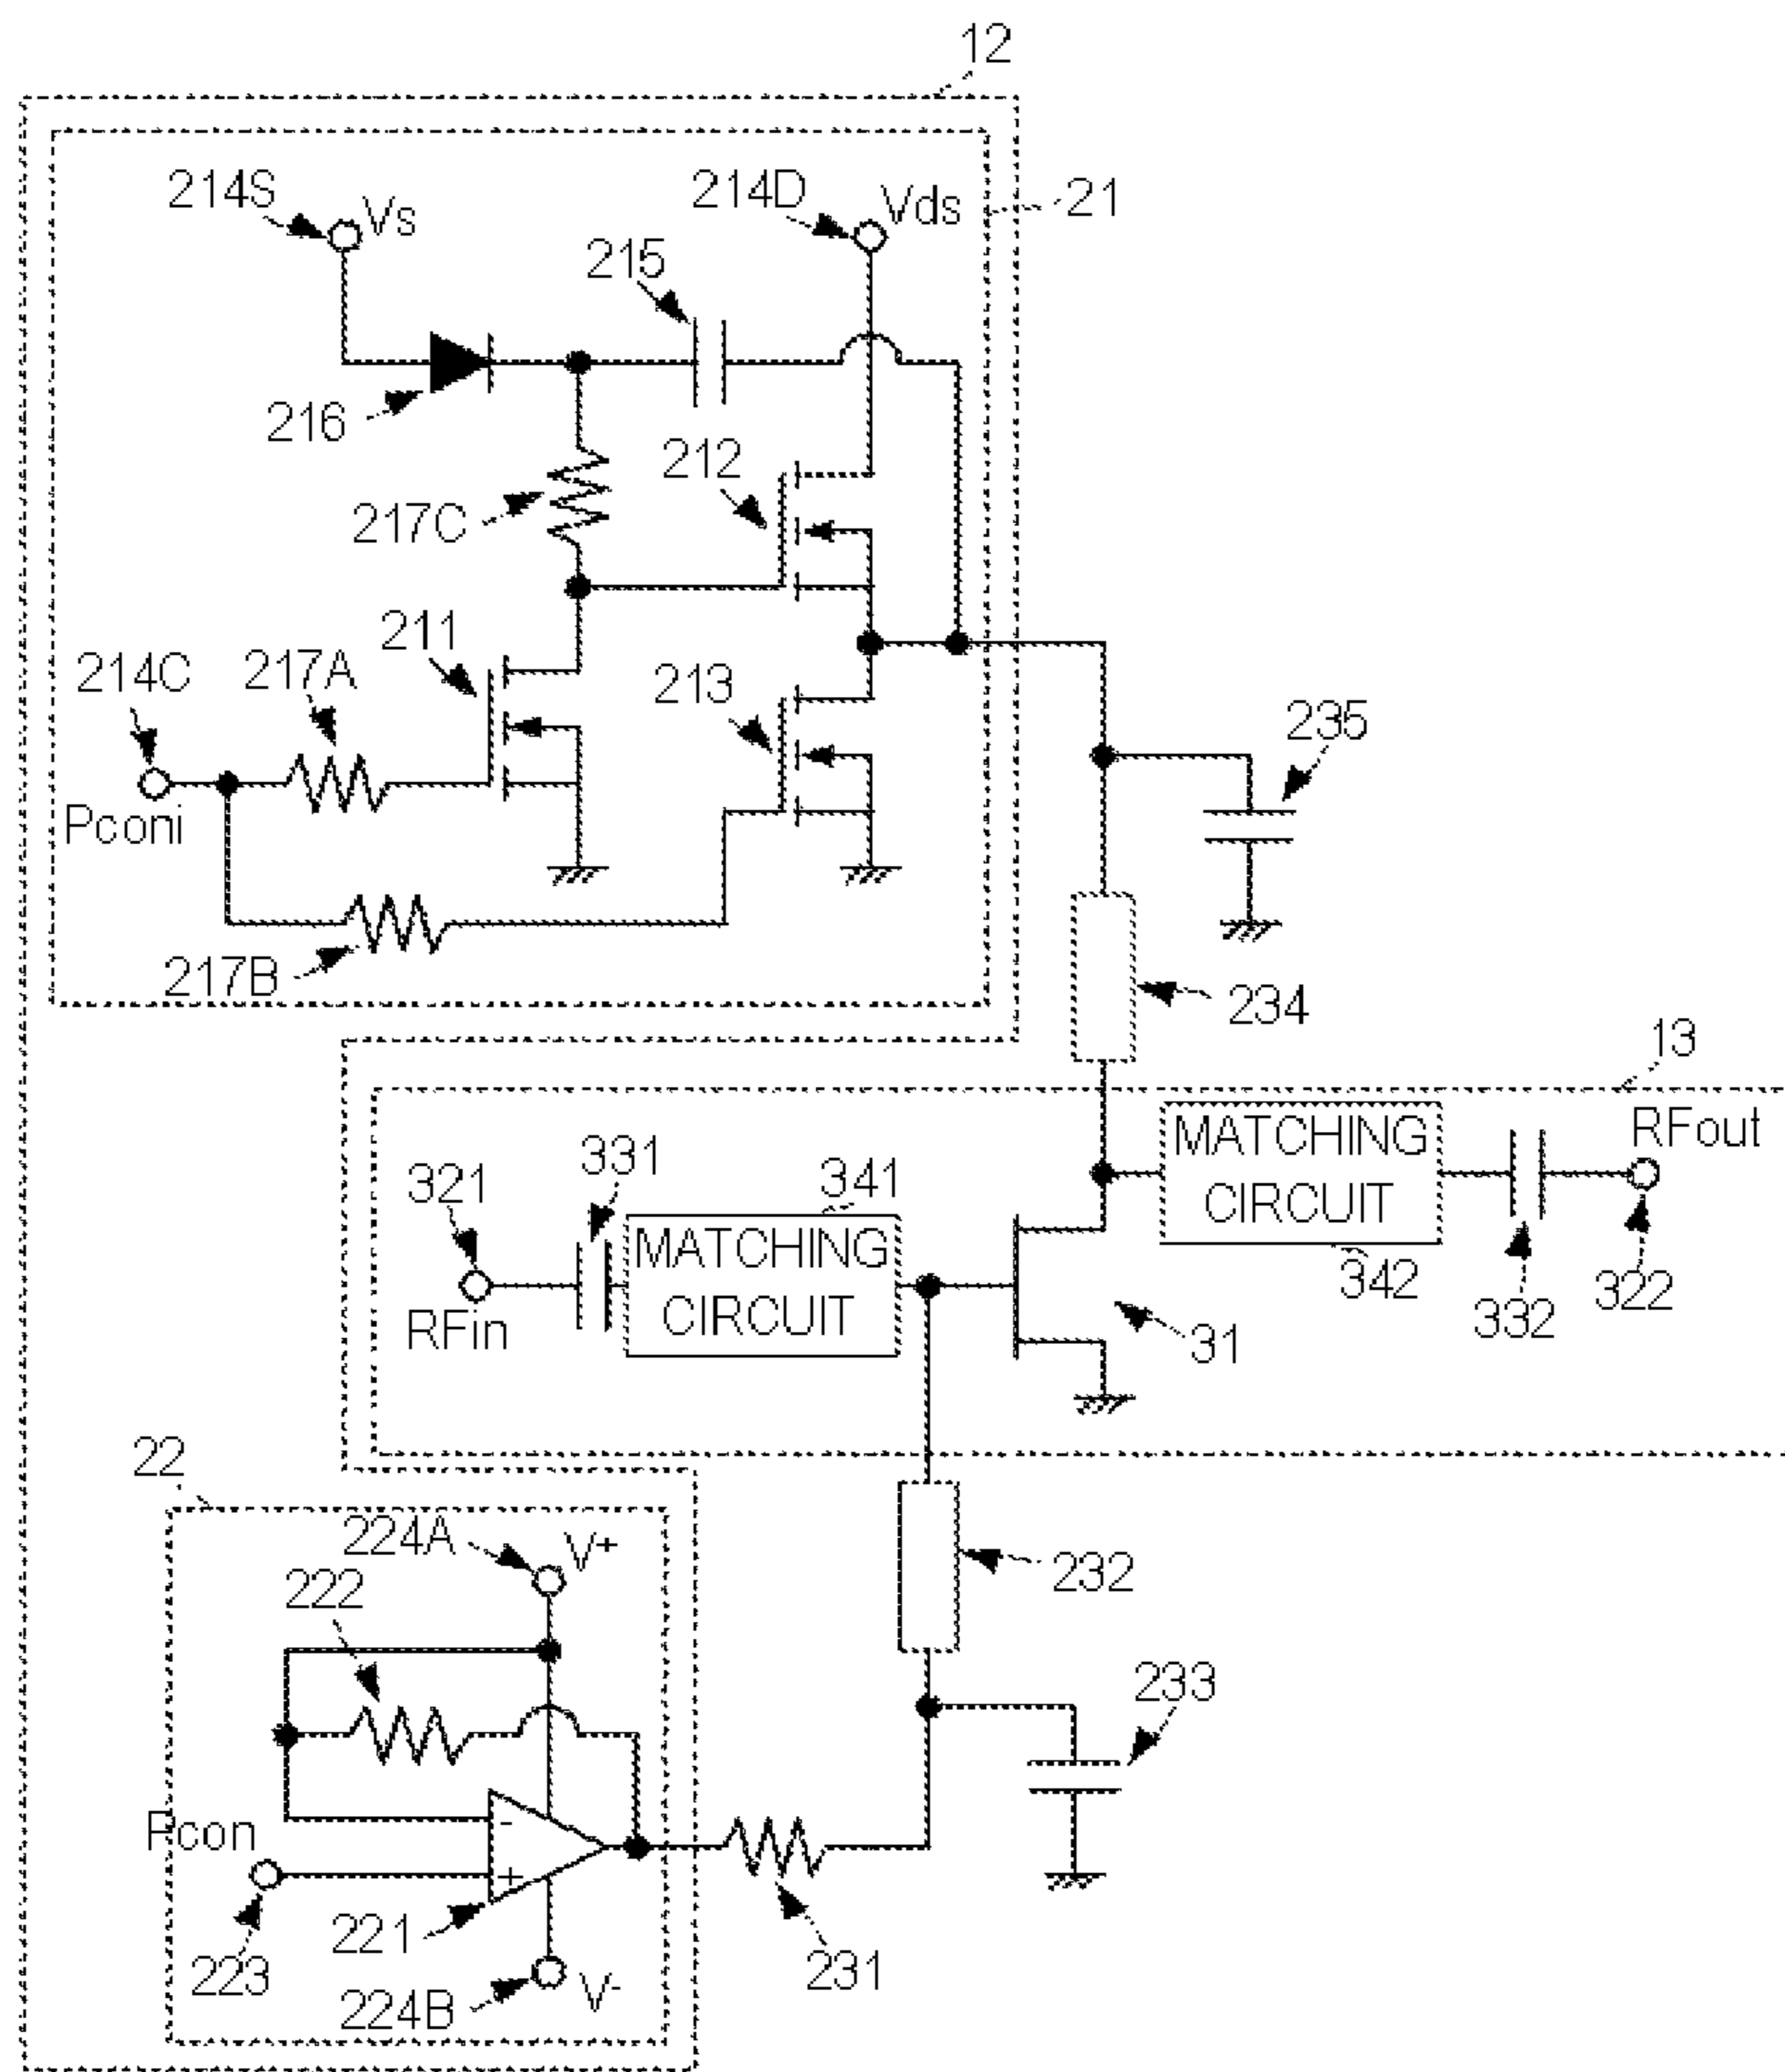 12
214S
Vs
214D
Vds
21
215
216
212
217C
211
214C
217A
213
235
Pconi
217B
234
13
RFout
MATCHING
CIRCUIT
331
341
321
MATCHING
CIRCUIT
RFin
342
332
322
31
22
224A
V+
222
232
233
Pcon
-
+
221
223
231
224B
V-